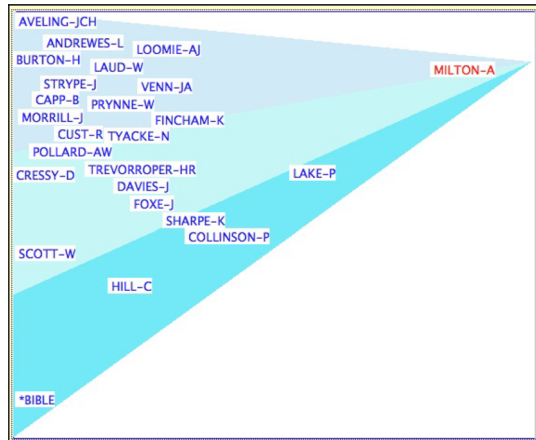 AVELING-JCH
ANDREWES-L
LOOMIE-AJ
BURTON-H
LAUD-W
MILTON-A
STRYPE-J
VENN-JA
CAPP-B
PRYNNE-W
MORRILL-J
FINCHAM-K
CUST-R
TYACKE-N
POLLARD-AW
CRESSY-D
TREVORROPER-HR
LAKE-P
DAVIES-J
FOXE-J
SHARPE-K
COLLINSON-P
SCOTT-W
HILL-C
*BIBLE